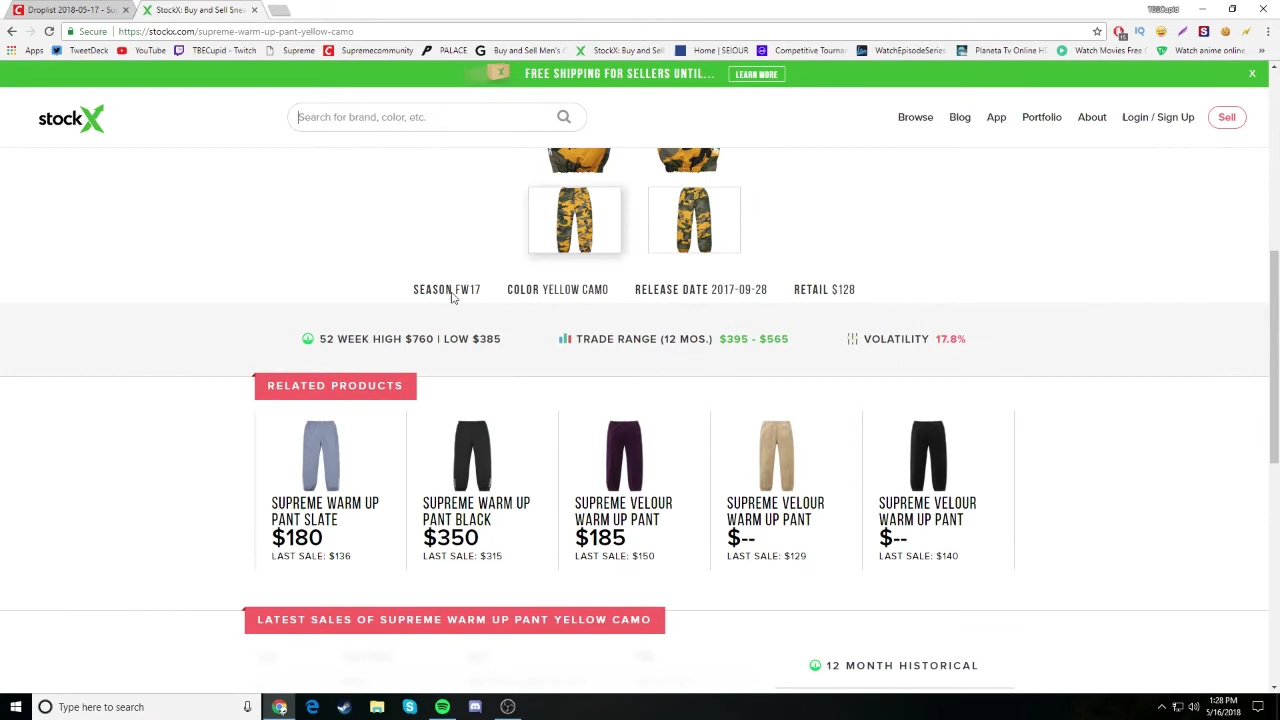 Droplist 2018-05-17 - Su
StockX: Buy and Sell Sne
TBECupid
Secure
https://stockx.com/supreme-warm-up-pant-yellow-camo
Apps
TweetDeck
YouTube
TBECupid - Twitch
Supreme
Supremecommunity
PALACE
Buy and Sell Men's C
StockX: Buy and Sell
Home | SEIOUR
Competitive Tournam
WatchEpisodeSeries
Planeta Tv Online H
Watch Movies Free
Watch anime online
FREE SHIPPING FOR SELLERS UNTIL...
LEARN MORE
X
stockX
Search for brand, color, etc.
Browse
Blog
App
Portfolio
About
Login / Sign Up
Sell
SEASON FW17
COLOR YELLOW CAMO
RELEASE DATE 2017-09-28
RETAIL $128
52 WEEK HIGH $760 | LOW $385
TRADE RANGE (12 MOS.) $395 - $565
VOLATILITY 17.8%
RELATED PRODUCTS
SUPREME WARM UP
PANT SLATE
$180
LAST SALE: $136
SUPREME WARM UP
PANT BLACK
$350
LAST SALE: $315
SUPREME VELOUR
WARM UP PANT
$185
LAST SALE: $150
SUPREME VELOUR
WARM UP PANT
$--
LAST SALE: $129
SUPREME VELOUR
WARM UP PANT
$--
LAST SALE: $140
LATEST SALES OF SUPREME WARM UP PANT YELLOW CAMO
12 MONTH HISTORICAL
Type here to search
1:28 PM
5/16/2018